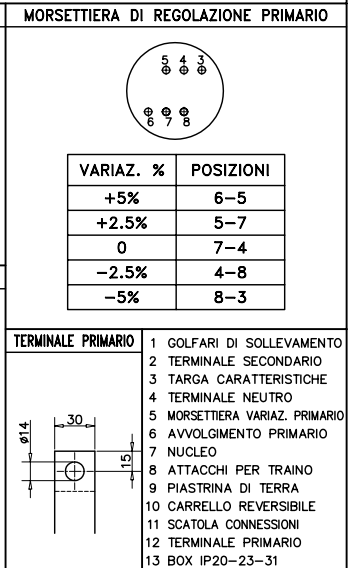 MORSETTIERA DI REGOLAZIONE PRIMARIO
5 4 3
6 7 8
VARIAZ. % POSIZIONI
+5% 6-5
+2.5% 5-7
0 7-4
-2.5% 4-8
-5% 8-3
TERMINALE PRIMARIO
30
ø14
15
1 GOLFARI DI SOLLEVAMENTO
2 TERMINALE SECONDARIO
3 TARGA CARATTERISTICHE
4 TERMINALE NEUTRO
5 MORSETTIERA VARIAZ. PRIMARIO
6 AVVOLGIMENTO PRIMARIO
7 NUCLEO
8 ATTACCHI PER TRAINO
9 PIASTRINA DI TERRA
10 CARRELLO REVERSIBILE
11 SCATOLA CONNESSIONI
12 TERMINALE PRIMARIO
13 BOX IP20-23-31